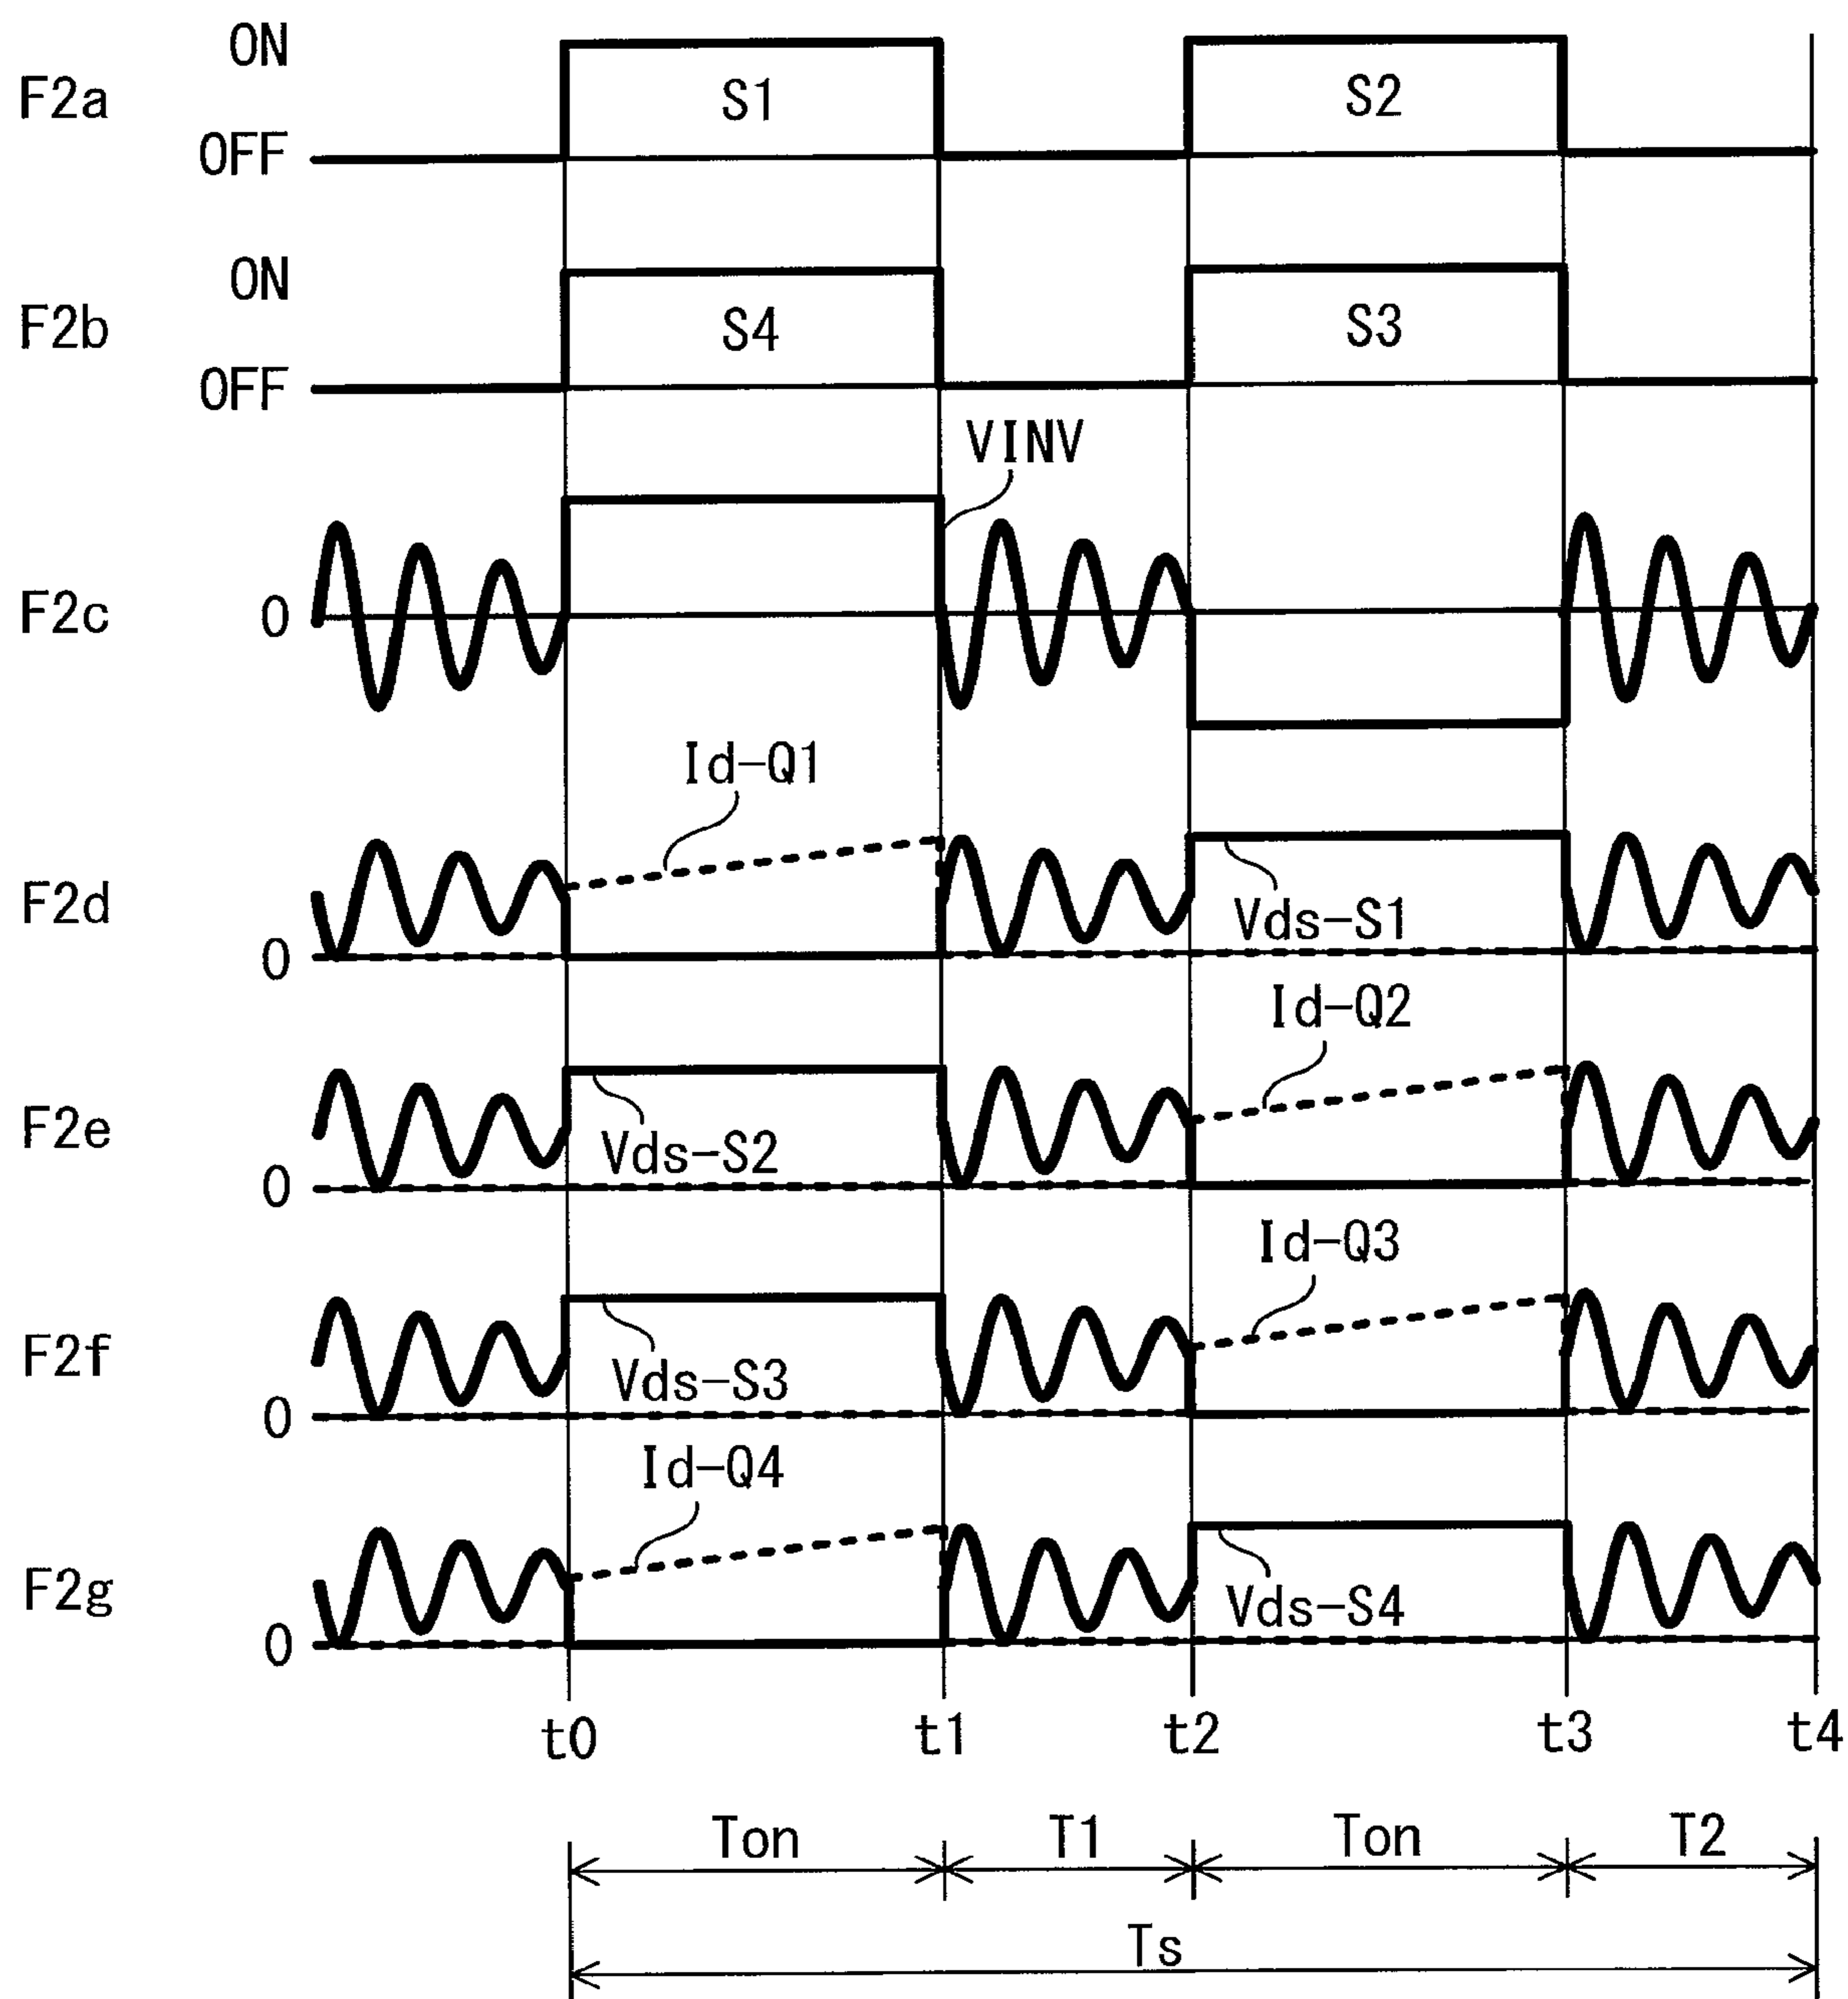 ON
F2a
S1
S2
OFF
ON
F2b
S4
S3
OFF
VINV
F2c
0
Id-Q1
F2d
Vds-S1
0
Id-Q2
F2e
Vds-S2
0
Id-Q3
F2f
Vds-S3
0
Id-Q4
F2g
Vds-S4
0
t0 t1 t2 t3 t4
Ton T1 Ton T2
Ts